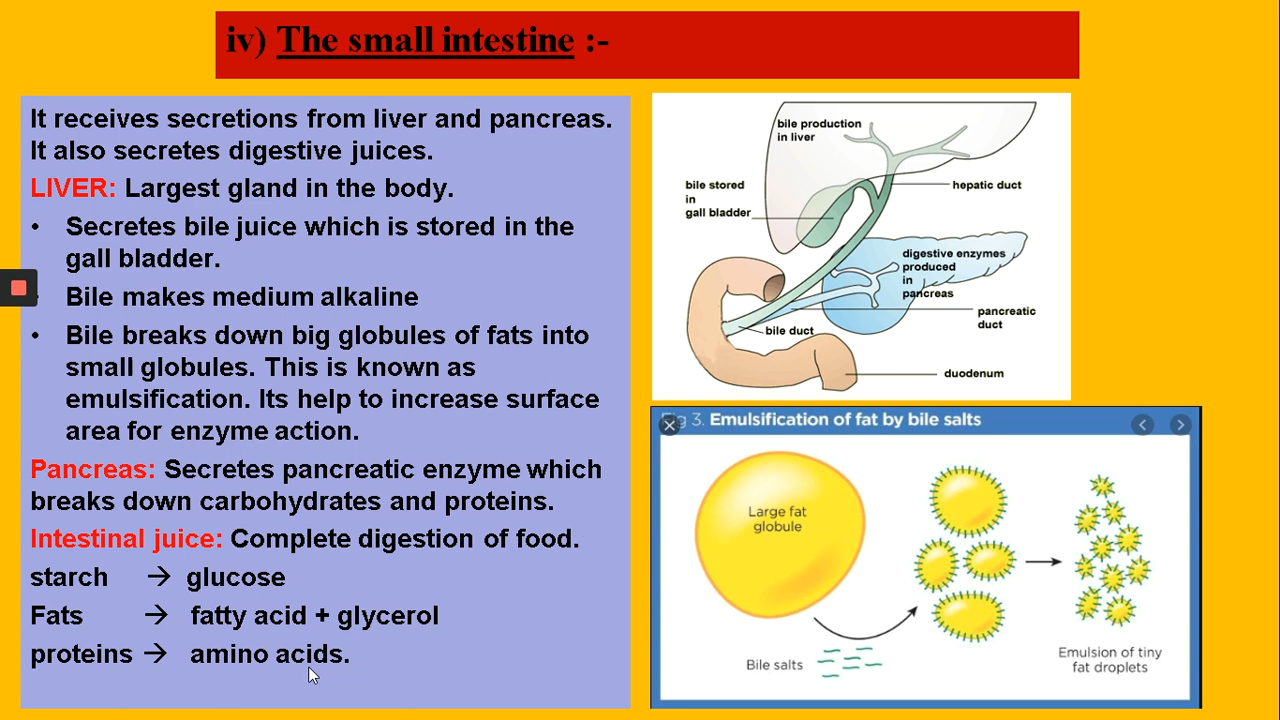 iv) The small intestine :-
It receives secretions from liver and pancreas.
It also secretes digestive juices.
LIVER: Largest gland in the body.
• Secretes bile juice which is stored in the
gall bladder.
Bile makes medium alkaline
• Bile breaks down big globules of fats into
small globules. This is known as
emulsification. Its help to increase surface
area for enzyme action.
Pancreas: Secretes pancreatic enzyme which
breaks down carbohydrates and proteins.
Intestinal juice: Complete digestion of food.
starch → glucose
Fats → fatty acid + glycerol
proteins → amino acids.
bile production
in liver
bile stored
in
gall bladder
hepatic duct
digestive enzymes
produced
in
pancreas
pancreatic
duct
bile duct
duodenum
Fig 3. Emulsification of fat by bile salts
Large fat
globule
Bile salts
Emulsion of tiny
fat droplets